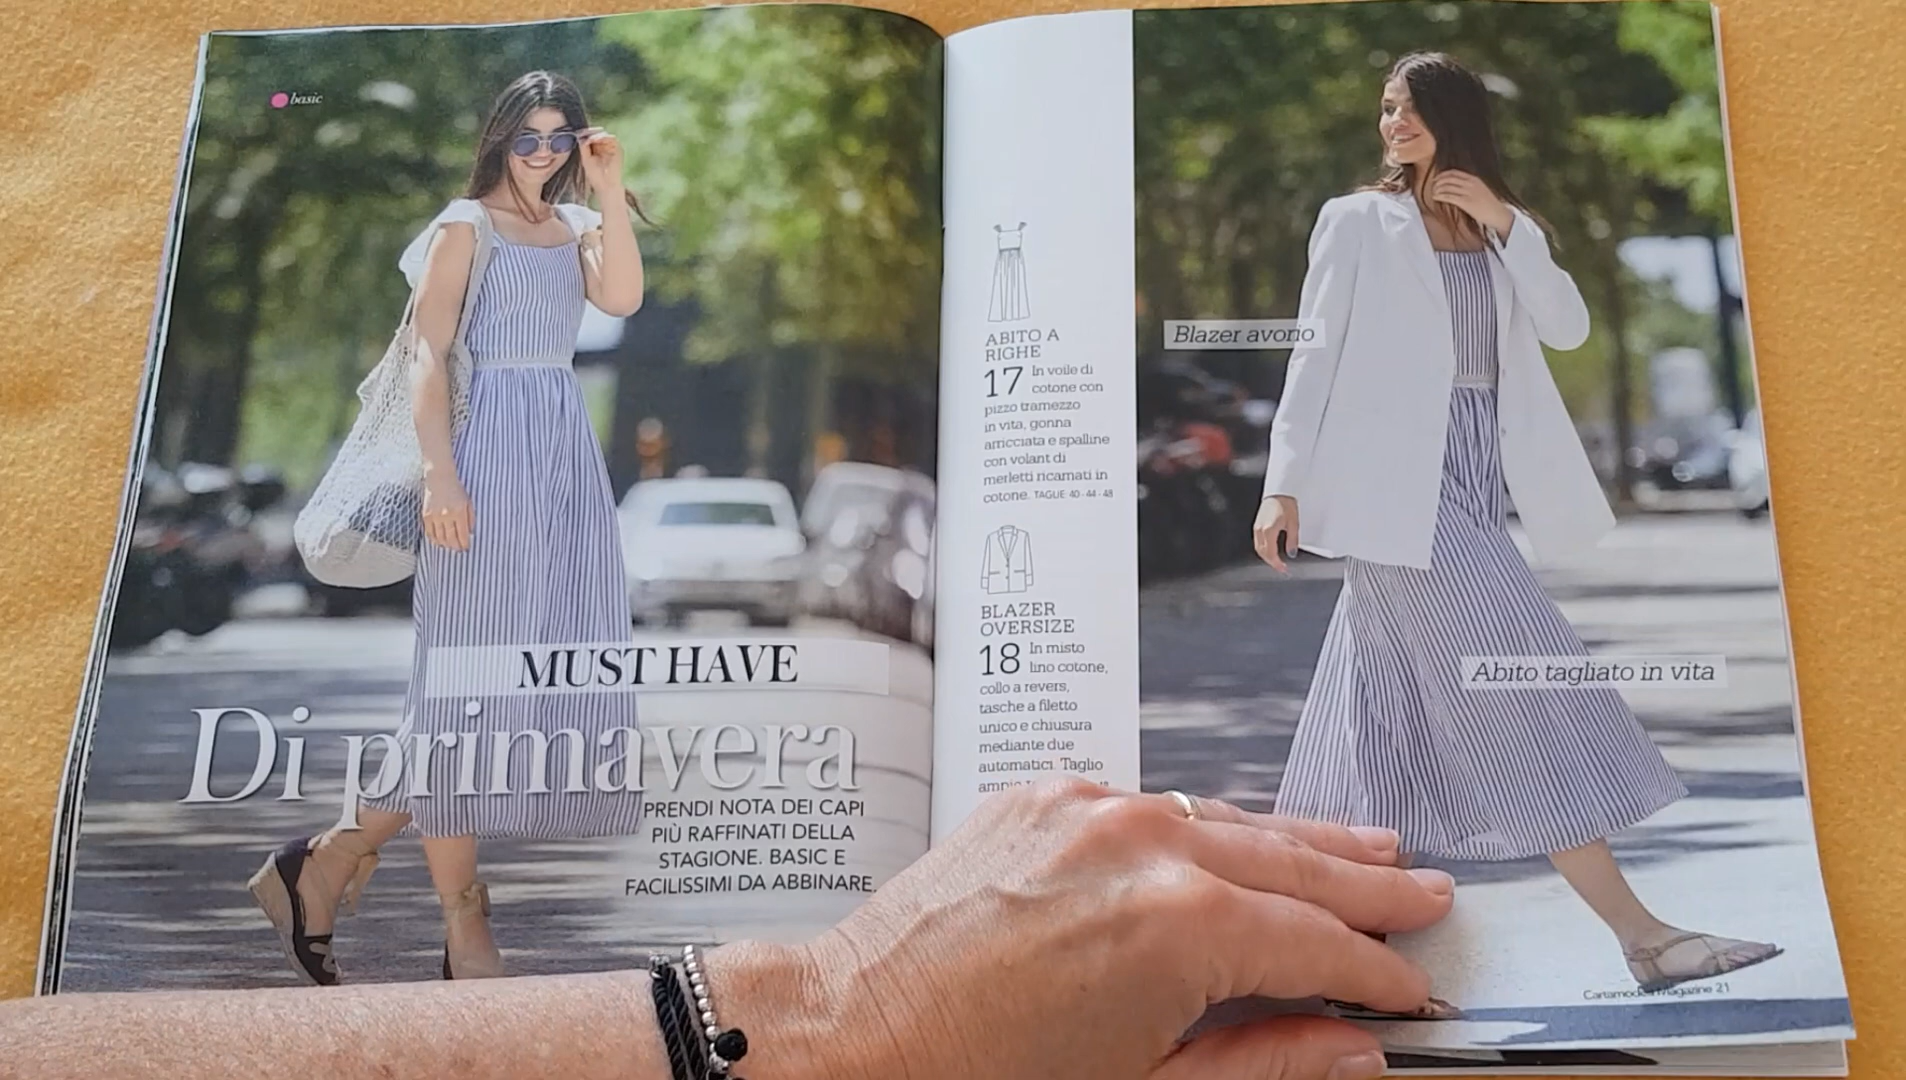 basic
MUST HAVE
Di primavera
PRENDI NOTA DEI CAPI
PIÙ RAFFINATI DELLA
STAGIONE. BASIC E
FACILISSIMI DA ABBINARE.
ABITO A
RIGHE
17 In voile di
cotone con
pizzo tramezzo
in vita, gonna
arricciata e spalline
con volant di
merletti ricamati in
cotone. TAGLIE 40 - 44 - 48
BLAZER
OVERSIZE
18 In misto
lino cotone,
collo a revers,
tasche a filetto
unico e chiusura
mediante due
automatici. Taglio
ampio.
Blazer avorio
Abito tagliato in vita
Cartamodelli Magazine 21